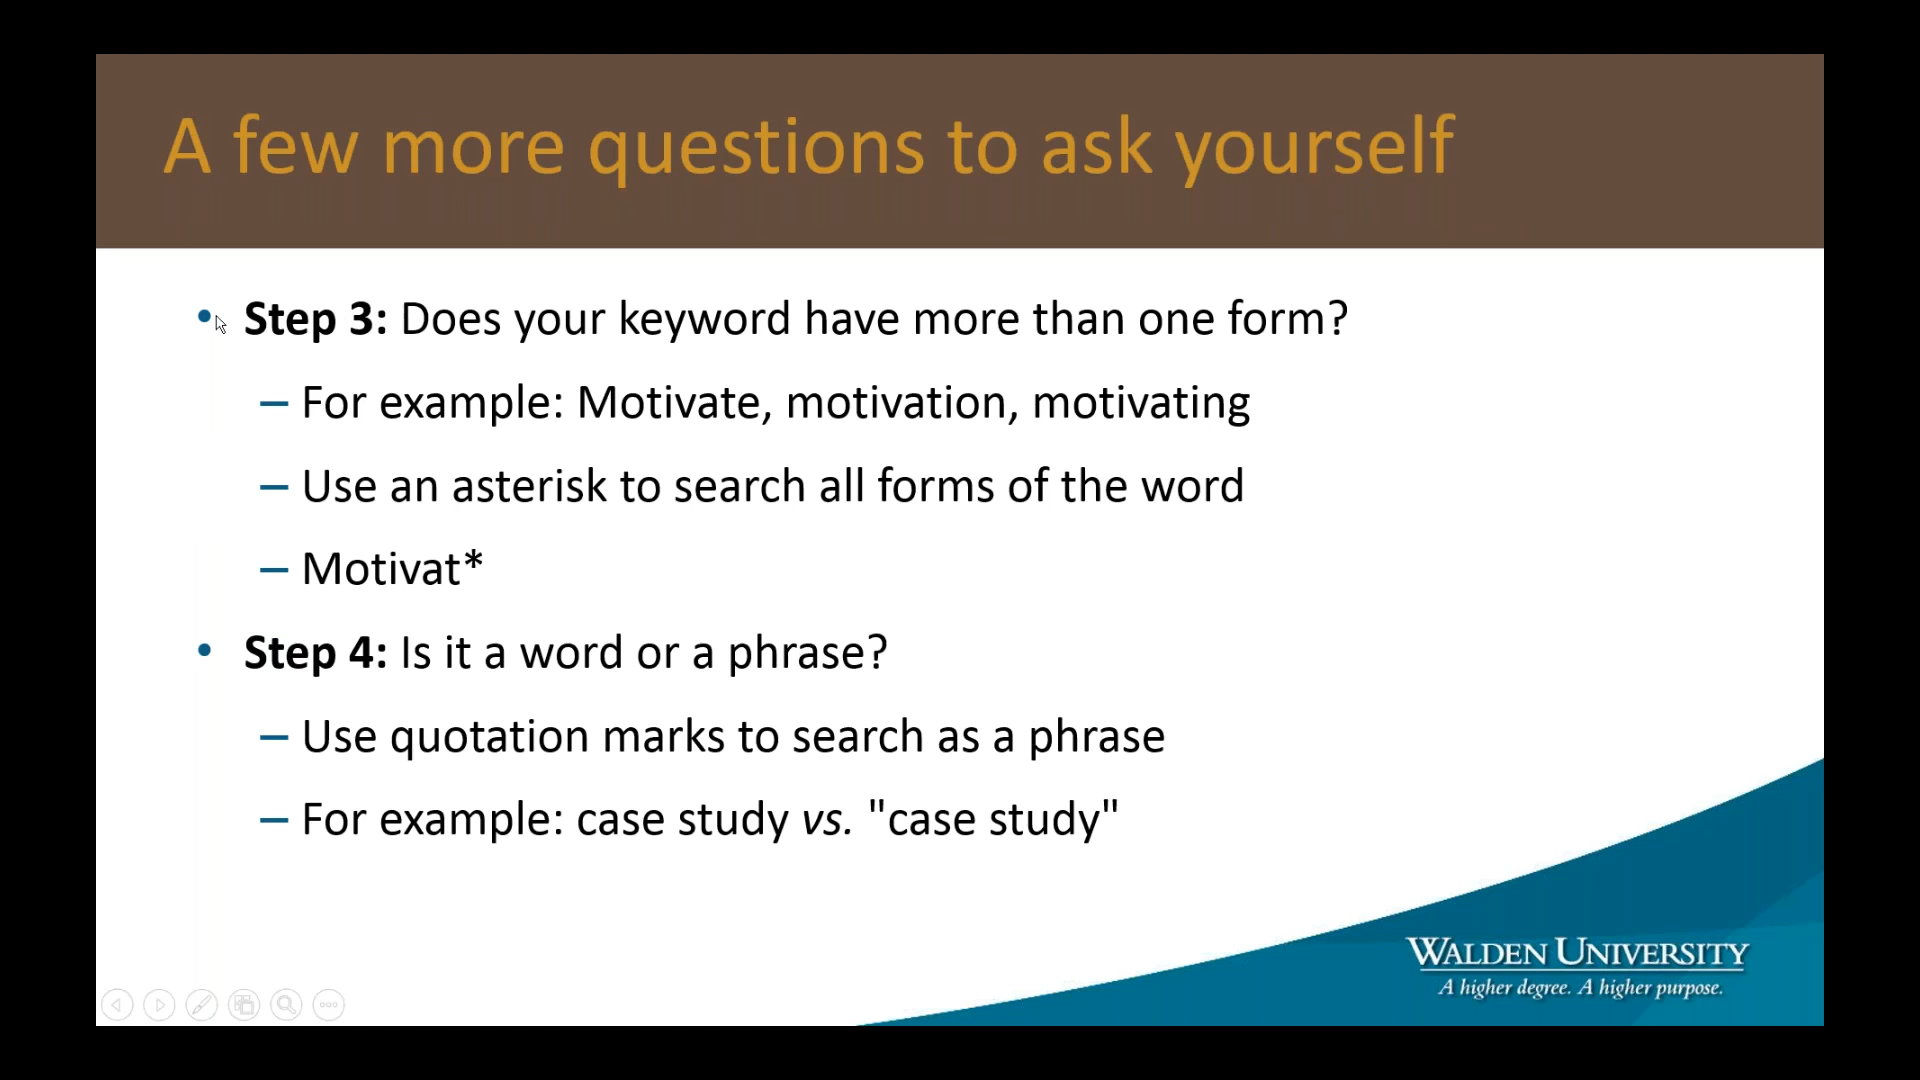 A few more questions to ask yourself
• Step 3: Does your keyword have more than one form?
– For example: Motivate, motivation, motivating
– Use an asterisk to search all forms of the word
– Motivat*
• Step 4: Is it a word or a phrase?
– Use quotation marks to search as a phrase
– For example: case study vs. "case study"
WALDEN UNIVERSITY
A higher degree. A higher purpose.